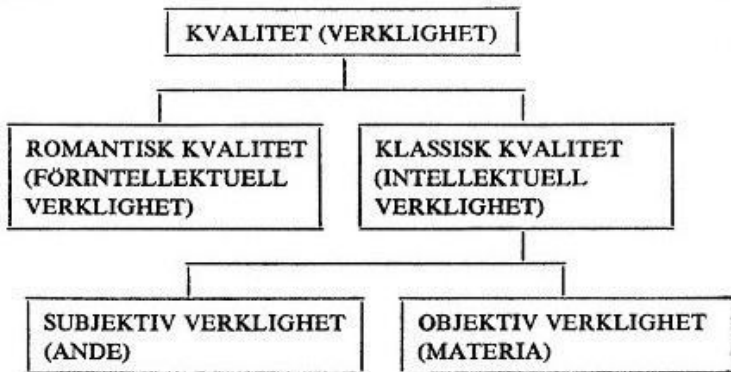 KVALITET (VERKLIGHET)
ROMANTISK KVALITET
(FÖRINTELLEKTUELL
VERKLIGHET)
KLASSISK KVALITET
(INTELLEKTUELL
VERKLIGHET)
SUBJEKTIV VERKLIGHET
(ANDE)
OBJEKTIV VERKLIGHET
(MATERIA)